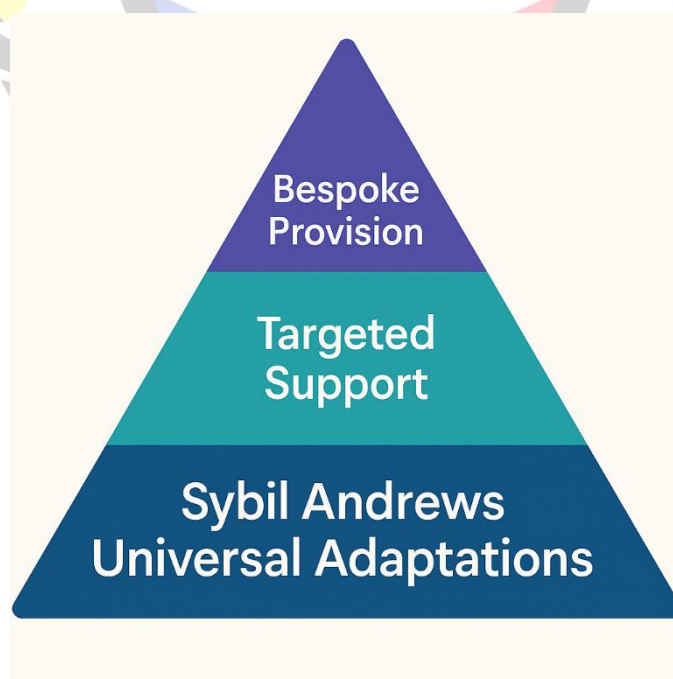 Bespoke
Provision
Targeted
Support
Sybil Andrews
Universal Adaptations